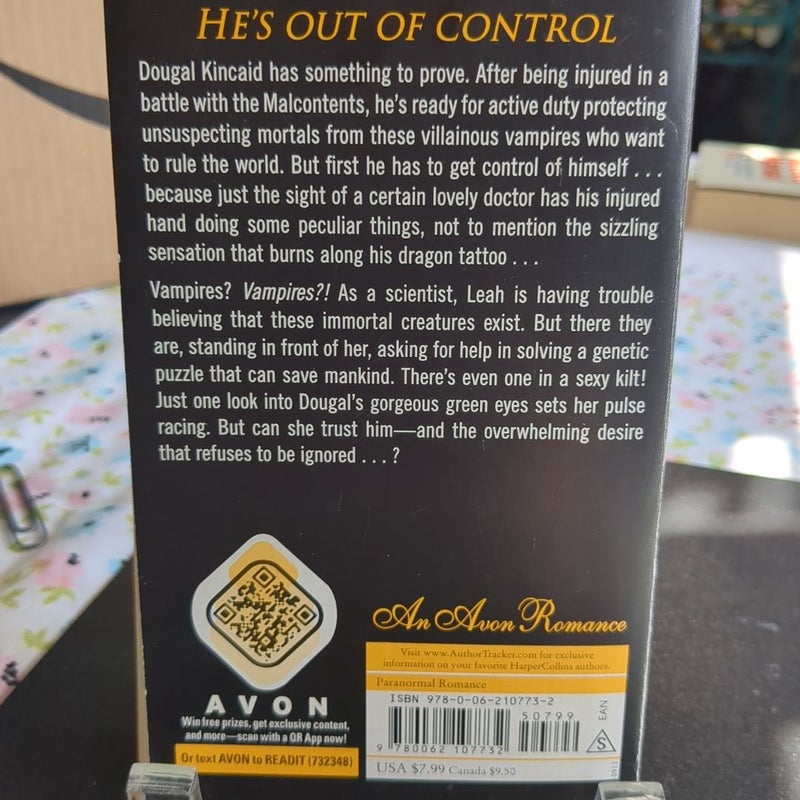 HE'S OUT OF CONTROL
Dougal Kincaid has something to prove. After being injured in a
battle with the Malcontents, he's ready for active duty protecting
unsuspecting mortals from these villainous vampires who want
to rule the world. But first he has to get control of himself . . .
because just the sight of a certain lovely doctor has his injured
hand doing some peculiar things, not to mention the sizzling
sensation that burns along his dragon tattoo . . .
Vampires? Vampires?! As a scientist, Leah is having trouble
believing that these immortal creatures exist. But there they
are, standing in front of her, asking for help in solving a genetic
puzzle that can save mankind. There's even one in a sexy kilt!
Just one look into Dougal's gorgeous green eyes sets her pulse
racing. But can she trust him—and the overwhelming desire
that refuses to be ignored . . . ?
AVON
Win free prizes, get exclusive content,
and more—scan with a QR App now!
Or text AVON to READIT (732348)
An Avon Romance
Visit www.AuthorTracker.com for exclusive
information on your favorite HarperCollins authors.
Paranormal Romance
ISBN 978-0-06-210773-2
50799
9 780062 107732
EAN
S
USA $7.99 Canada $9.50